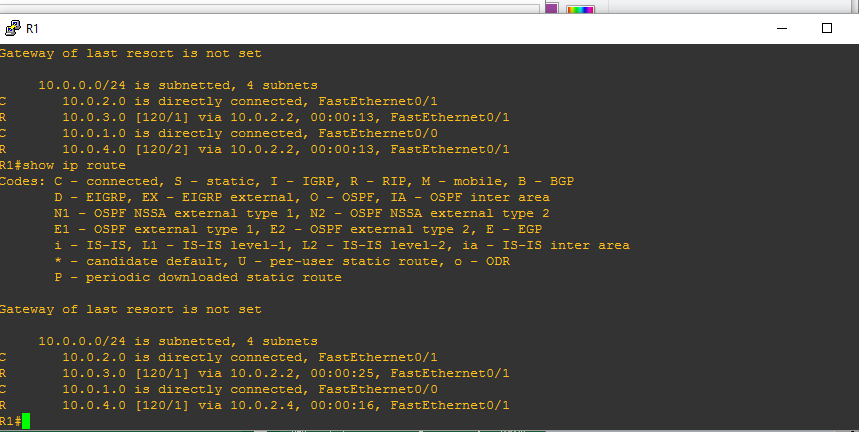 R1
Gateway of last resort is not set
10.0.0.0/24 is subnetted, 4 subnets
C 10.0.2.0 is directly connected, FastEthernet0/1
R 10.0.3.0 [120/1] via 10.0.2.2, 00:00:13, FastEthernet0/1
C 10.0.1.0 is directly connected, FastEthernet0/0
R 10.0.4.0 [120/2] via 10.0.2.2, 00:00:13, FastEthernet0/1
R1#show ip route
Codes: C - connected, S - static, I - IGRP, R - RIP, M - mobile, B - BGP
D - EIGRP, EX - EIGRP external, O - OSPF, IA - OSPF inter area
N1 - OSPF NSSA external type 1, N2 - OSPF NSSA external type 2
E1 - OSPF external type 1, E2 - OSPF external type 2, E - EGP
i - IS-IS, L1 - IS-IS level-1, L2 - IS-IS level-2, ia - IS-IS inter area
* - candidate default, U - per-user static route, o - ODR
P - periodic downloaded static route
Gateway of last resort is not set
10.0.0.0/24 is subnetted, 4 subnets
C 10.0.2.0 is directly connected, FastEthernet0/1
R 10.0.3.0 [120/1] via 10.0.2.2, 00:00:25, FastEthernet0/1
C 10.0.1.0 is directly connected, FastEthernet0/0
R 10.0.4.0 [120/1] via 10.0.2.4, 00:00:16, FastEthernet0/1
R1#